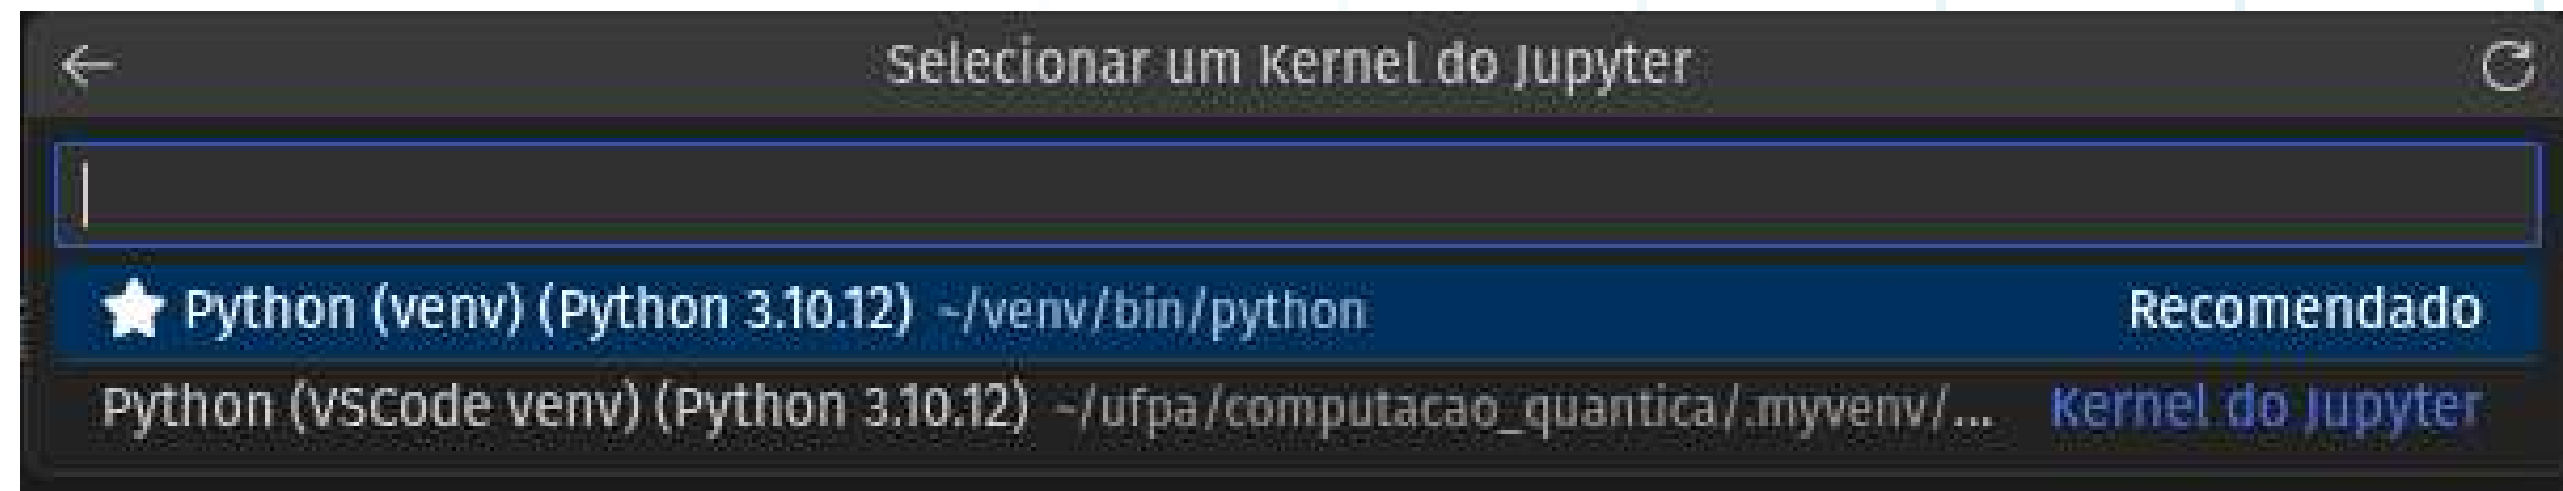 Selecionar um Kernel do Jupyter
Python (venv) (Python 3.10.12) ~/venv/bin/python Recomendado
Python (VSCode venv) (Python 3.10.12) ~/ufpa/computacao_quantica/.myvenv/... Kernel do Jupyter